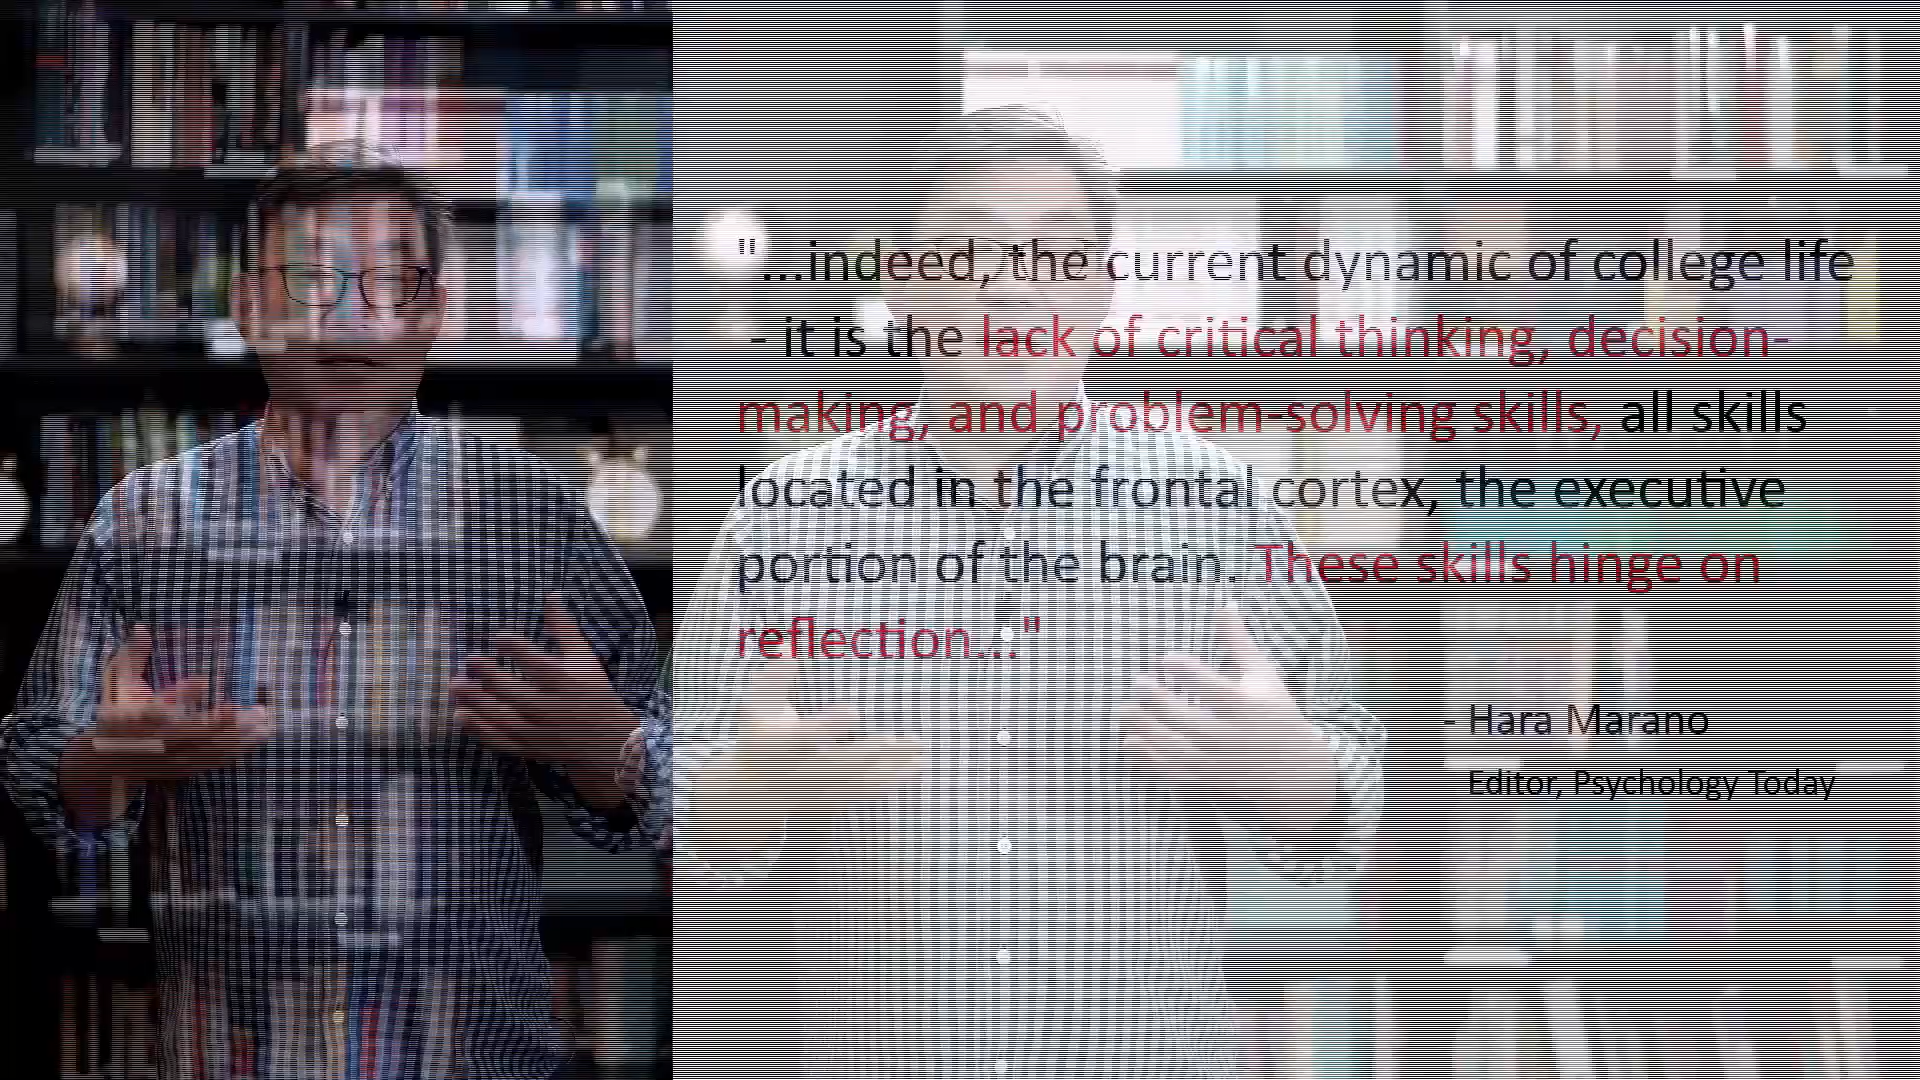 "...indeed, the current dynamic of college life
- it is the lack of critical thinking, decision-
making, and problem-solving skills, all skills
located in the frontal cortex, the executive
portion of the brain. These skills hinge on
reflection..."
- Hara Marano
Editor, Psychology Today